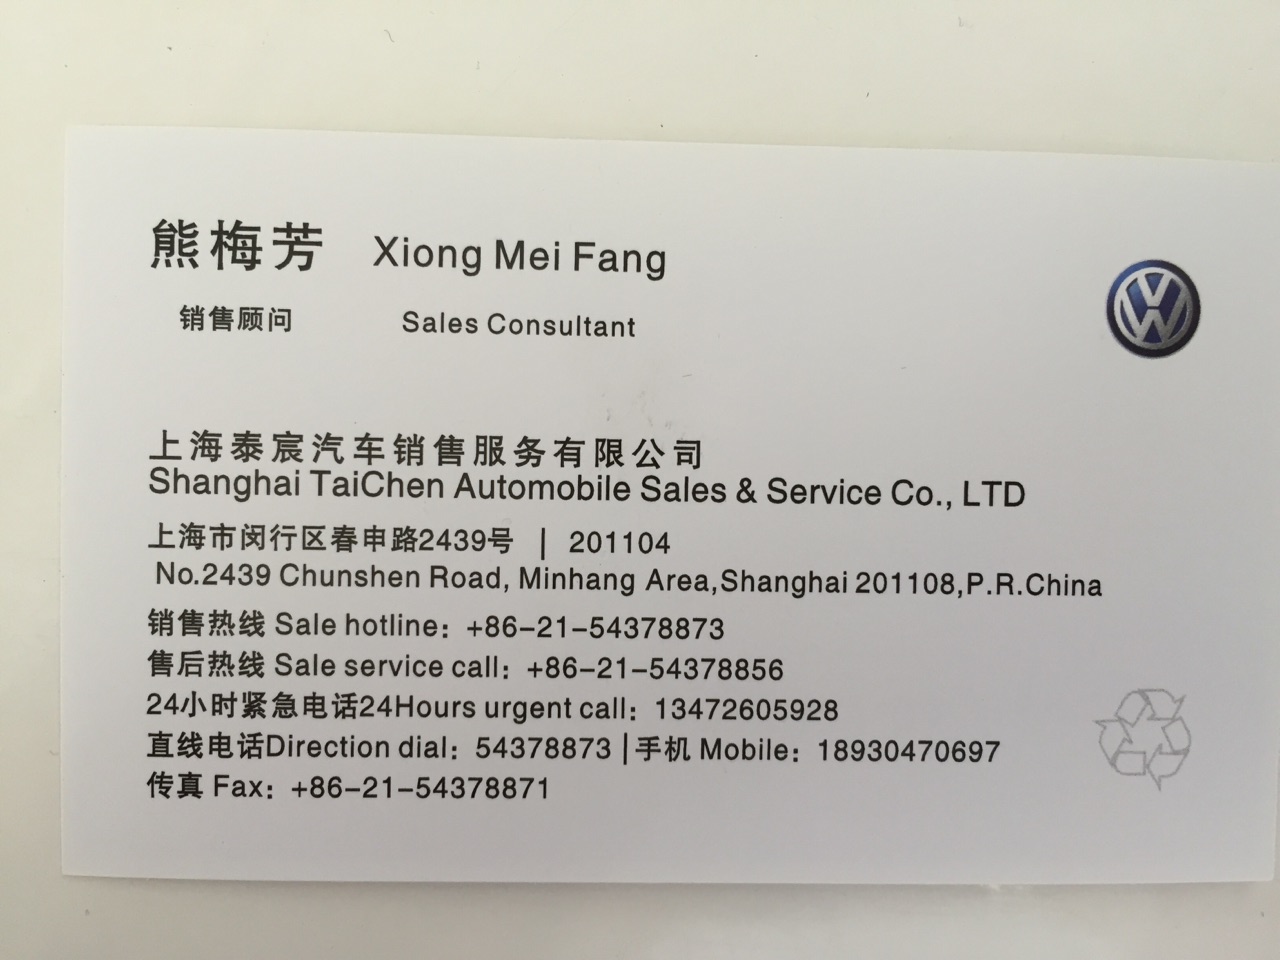 熊梅芳 Xiong Mei Fang
销售顾问 Sales Consultant
上海泰宸汽车销售服务有限公司
Shanghai TaiChen Automobile Sales & Service Co., LTD
上海市闵行区春申路2439号 | 201104
No.2439 Chunshen Road, Minhang Area,Shanghai 201108,P.R.China
销售热线 Sale hotline: +86-21-54378873
售后热线 Sale service call: +86-21-54378856
24小时紧急电话24Hours urgent call: 13472605928
直线电话Direction dial: 54378873 |手机 Mobile: 18930470697
传真 Fax: +86-21-54378871